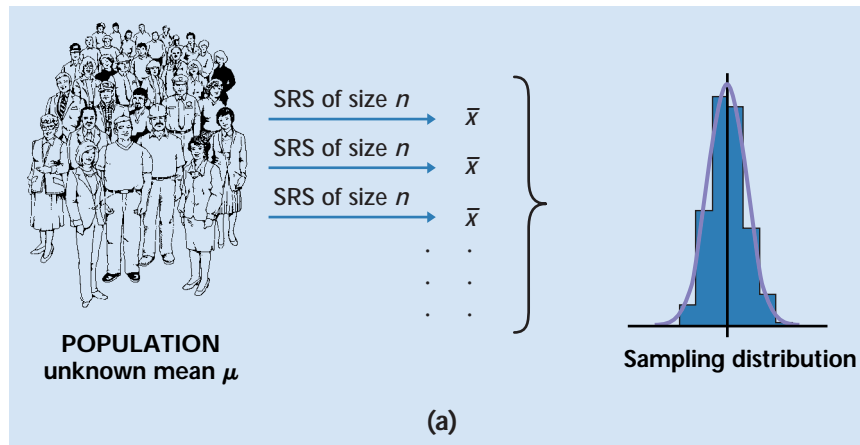 SRS of size n
x̄
SRS of size n
x̄
SRS of size n
x̄
. .
. .
. .
POPULATION
unknown mean μ
Sampling distribution
(a)